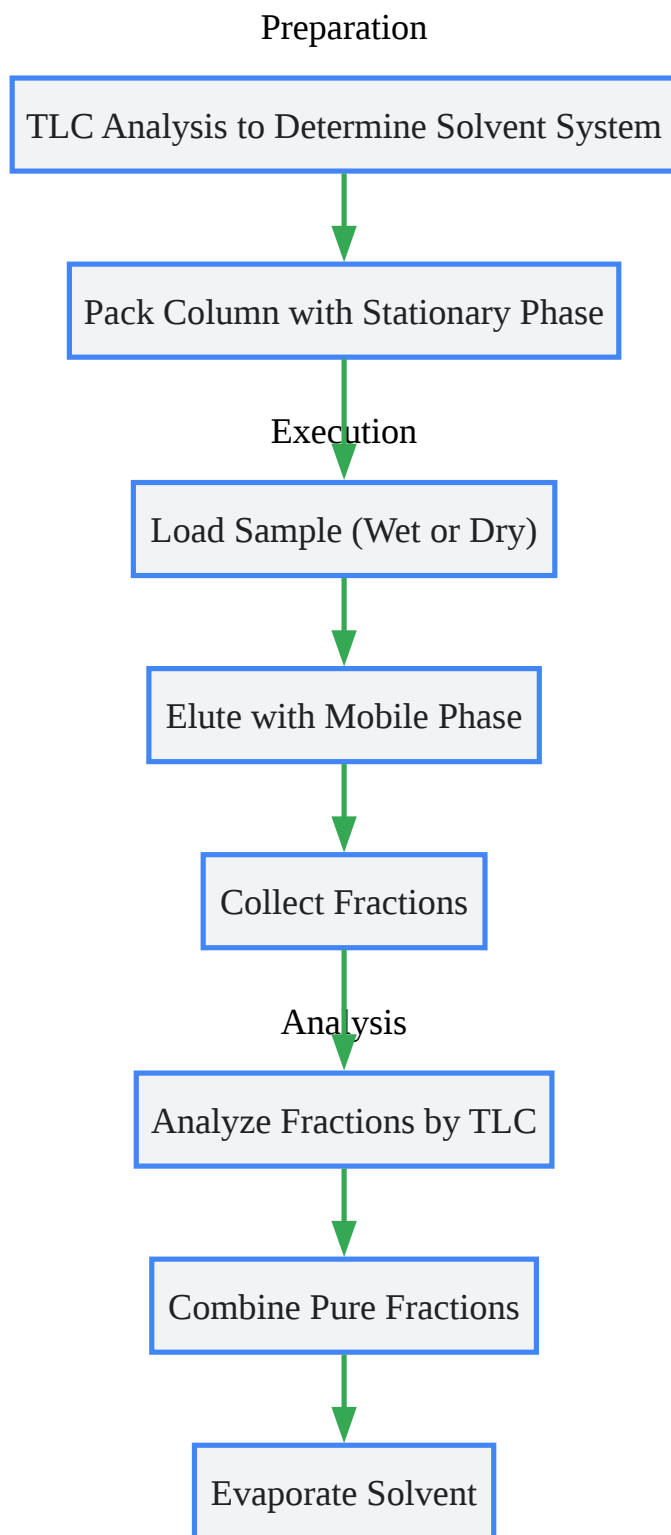 Preparation
TLC Analysis to Determine Solvent System
Pack Column with Stationary Phase
Execution
Load Sample (Wet or Dry)
Elute with Mobile Phase
Collect Fractions
Analysis
Analyze Fractions by TLC
Combine Pure Fractions
Evaporate Solvent